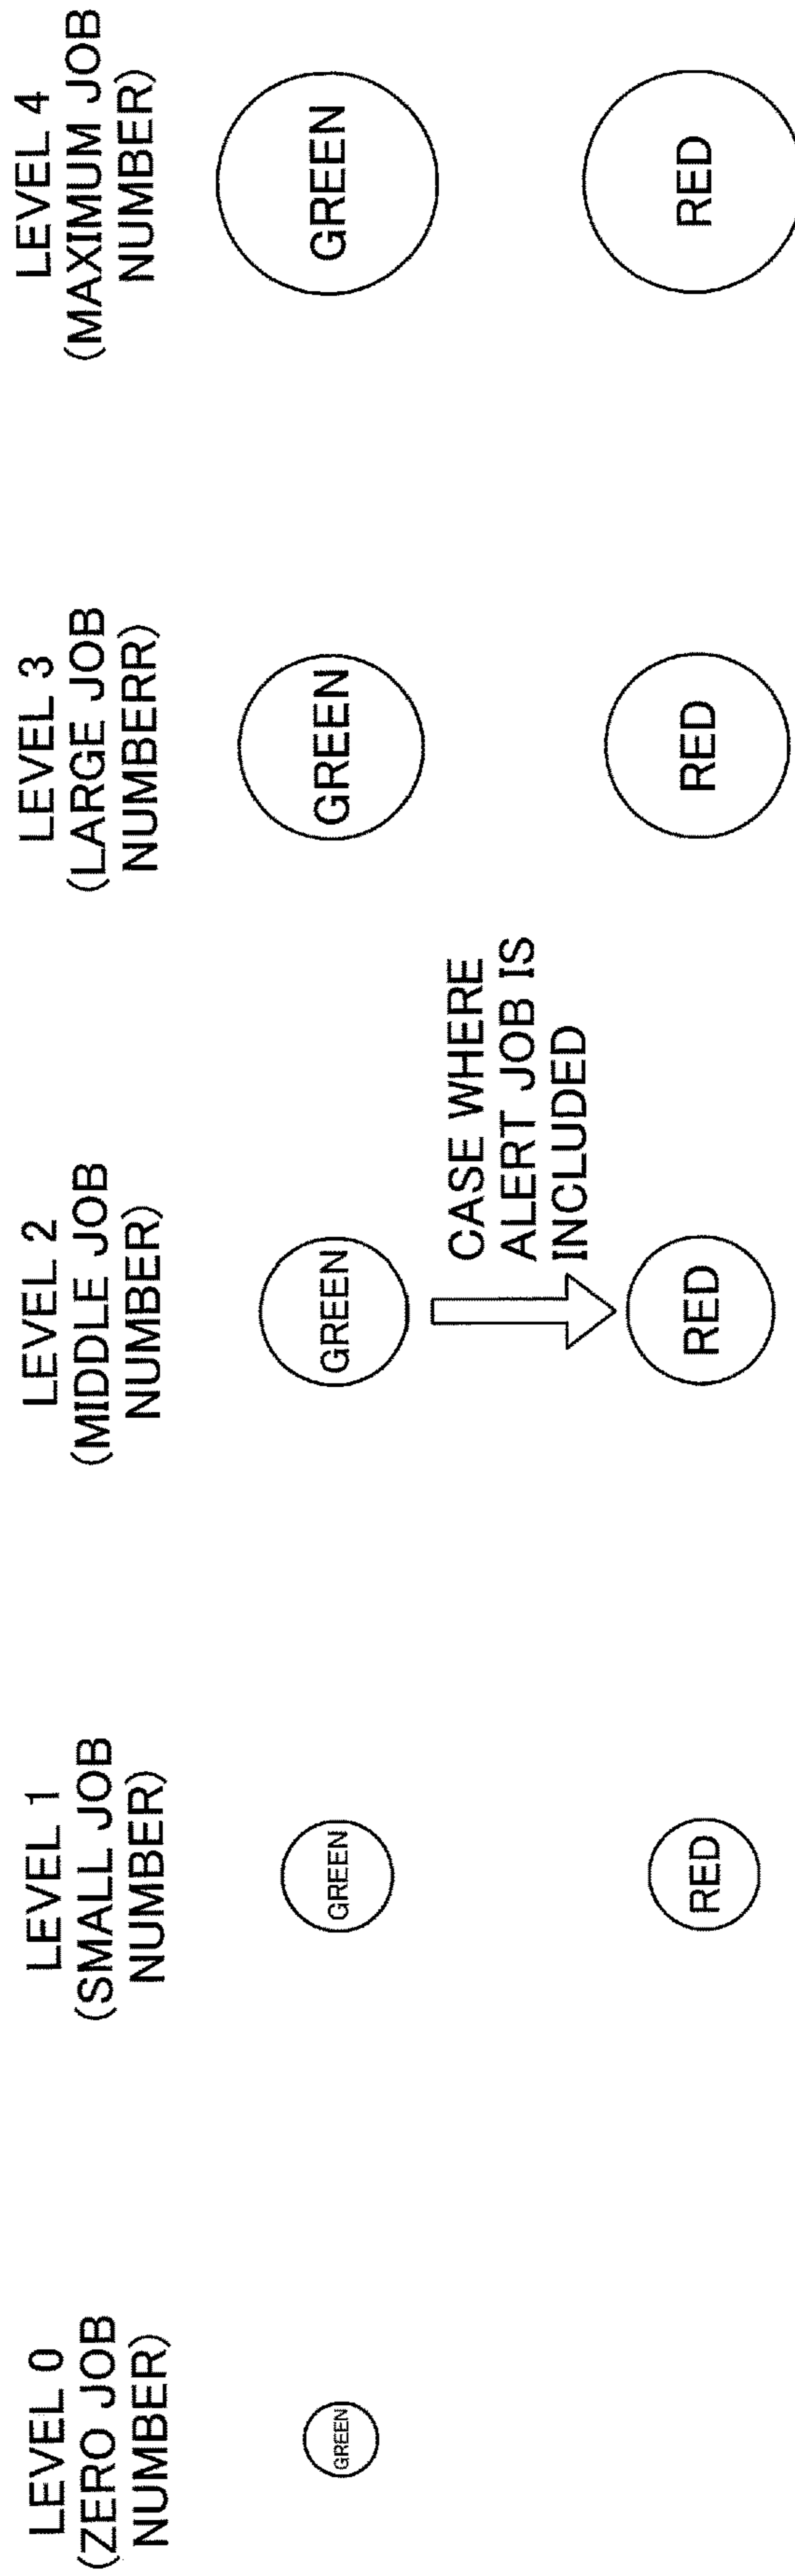 LEVEL 0
(ZERO JOB
NUMBER)
LEVEL 1
(SMALL JOB
NUMBER)
LEVEL 2
(MIDDLE JOB
NUMBER)
LEVEL 3
(LARGE JOB
NUMBERR)
LEVEL 4
(MAXIMUM JOB
NUMBER)
GREEN
GREEN
GREEN
GREEN
GREEN
CASE WHERE
ALERT JOB IS
INCLUDED
RED
RED
RED
RED